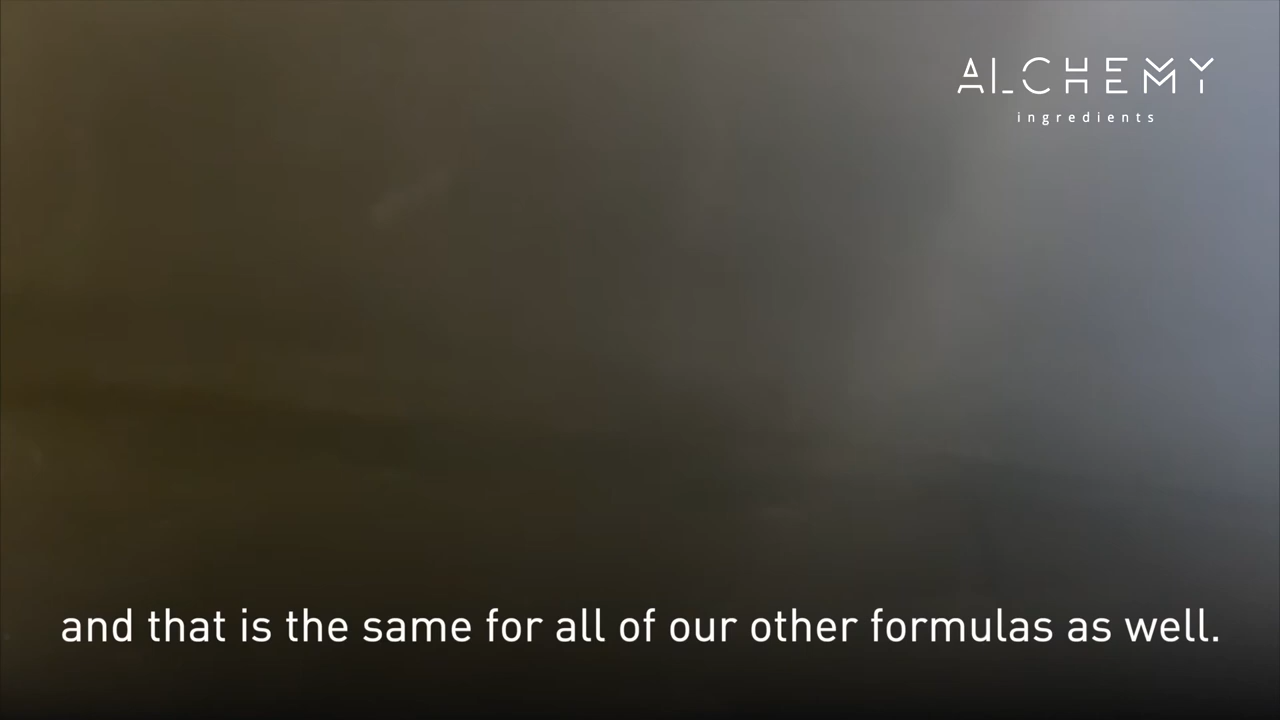 ALCHEMY
ingredients
and that is the same for all of our other formulas as well.